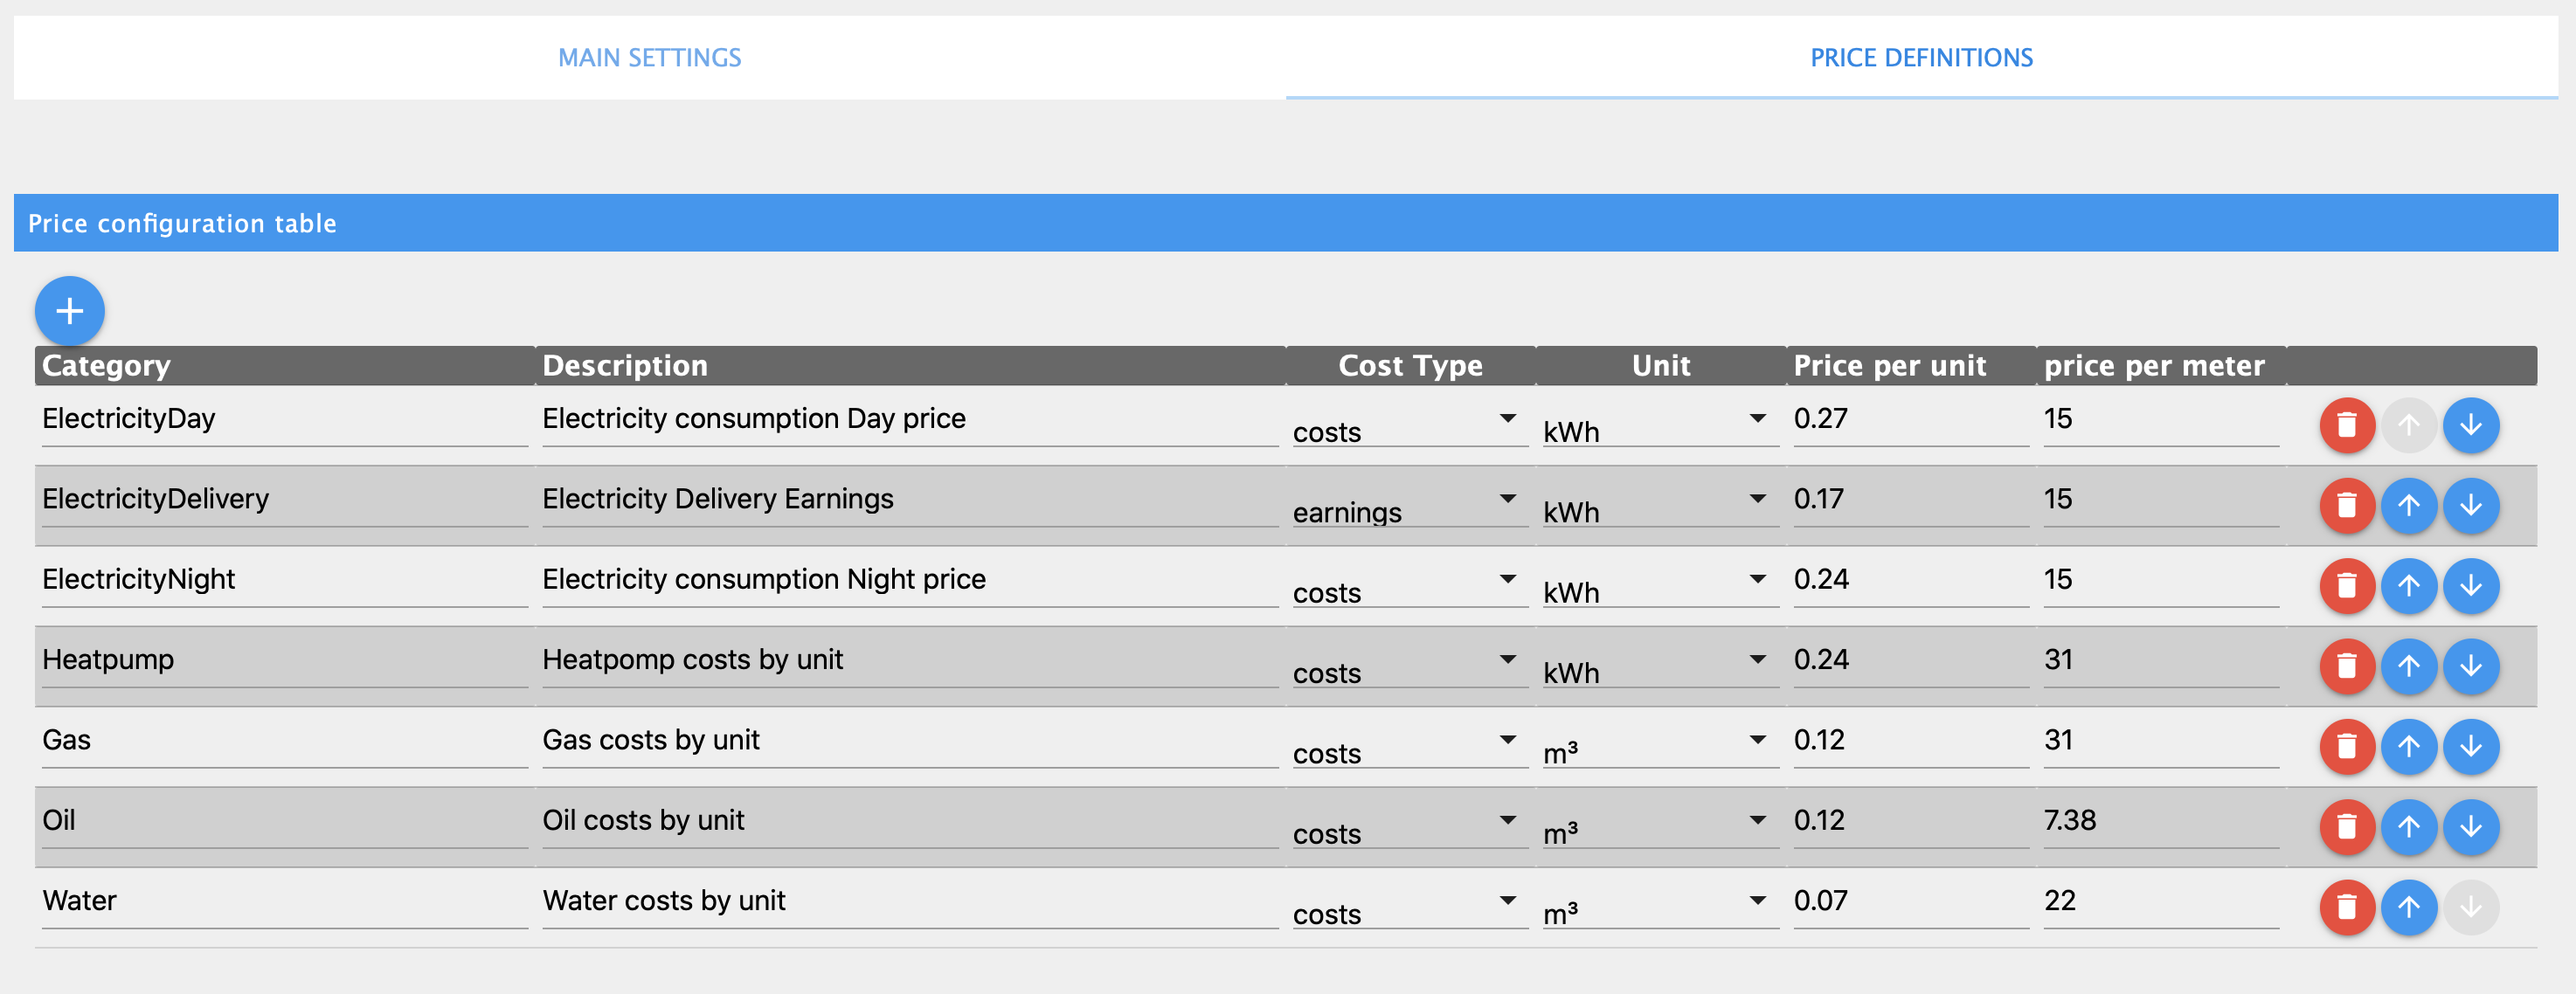 MAIN SETTINGS PRICE DEFINITIONS
Price configuration table
Category Description Cost Type Unit Price per unit price per meter
ElectricityDay Electricity consumption Day price costs kWh 0.27 15
ElectricityDelivery Electricity Delivery Earnings earnings kWh 0.17 15
ElectricityNight Electricity consumption Night price costs kWh 0.24 15
Heatpump Heatpomp costs by unit costs kWh 0.24 31
Gas Gas costs by unit costs m³ 0.12 31
Oil Oil costs by unit costs m³ 0.12 7.38
Water Water costs by unit costs m³ 0.07 22